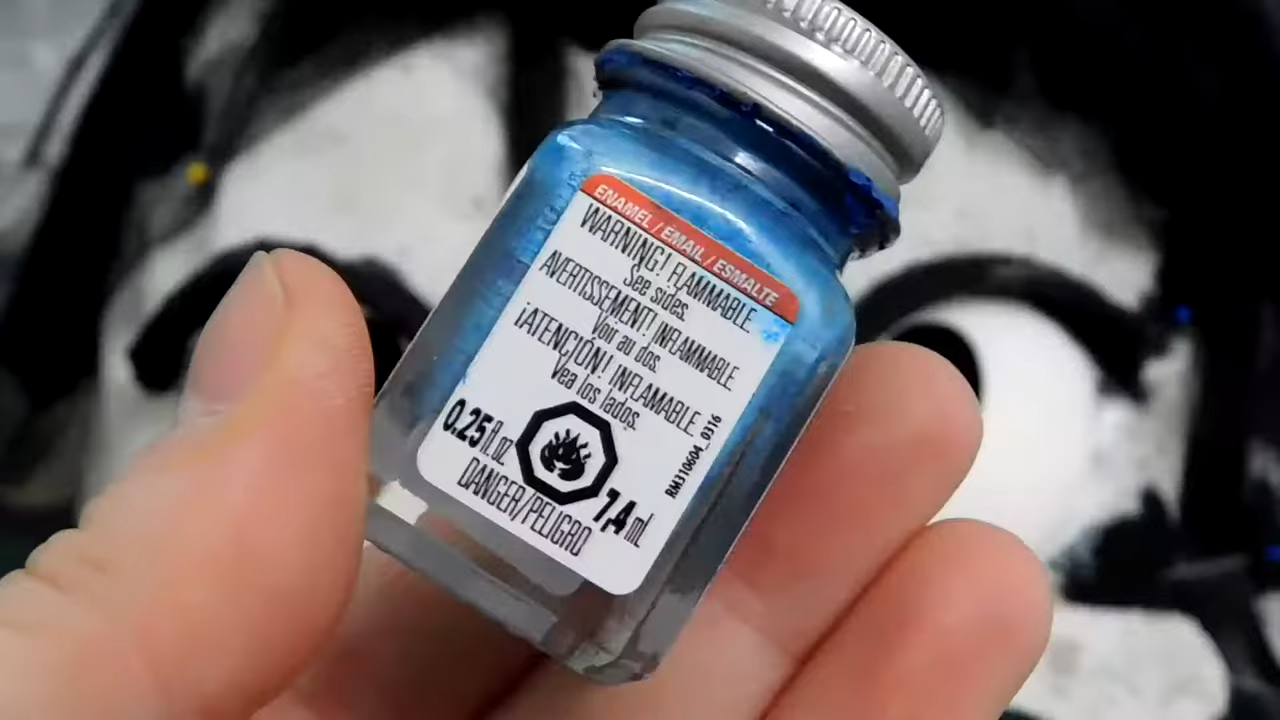 ENAMEL / ÉMAIL / ESMALTE
WARNING! FLAMMABLE
See sides.
AVERTISSEMENT! INFLAMMABLE
Voir au dos.
¡ATENCIÓN! INFLAMABLE
Vea los lados.
0.25 fl. oz
7,4 ml
DANGER/PELIGRO
RM310604_0316